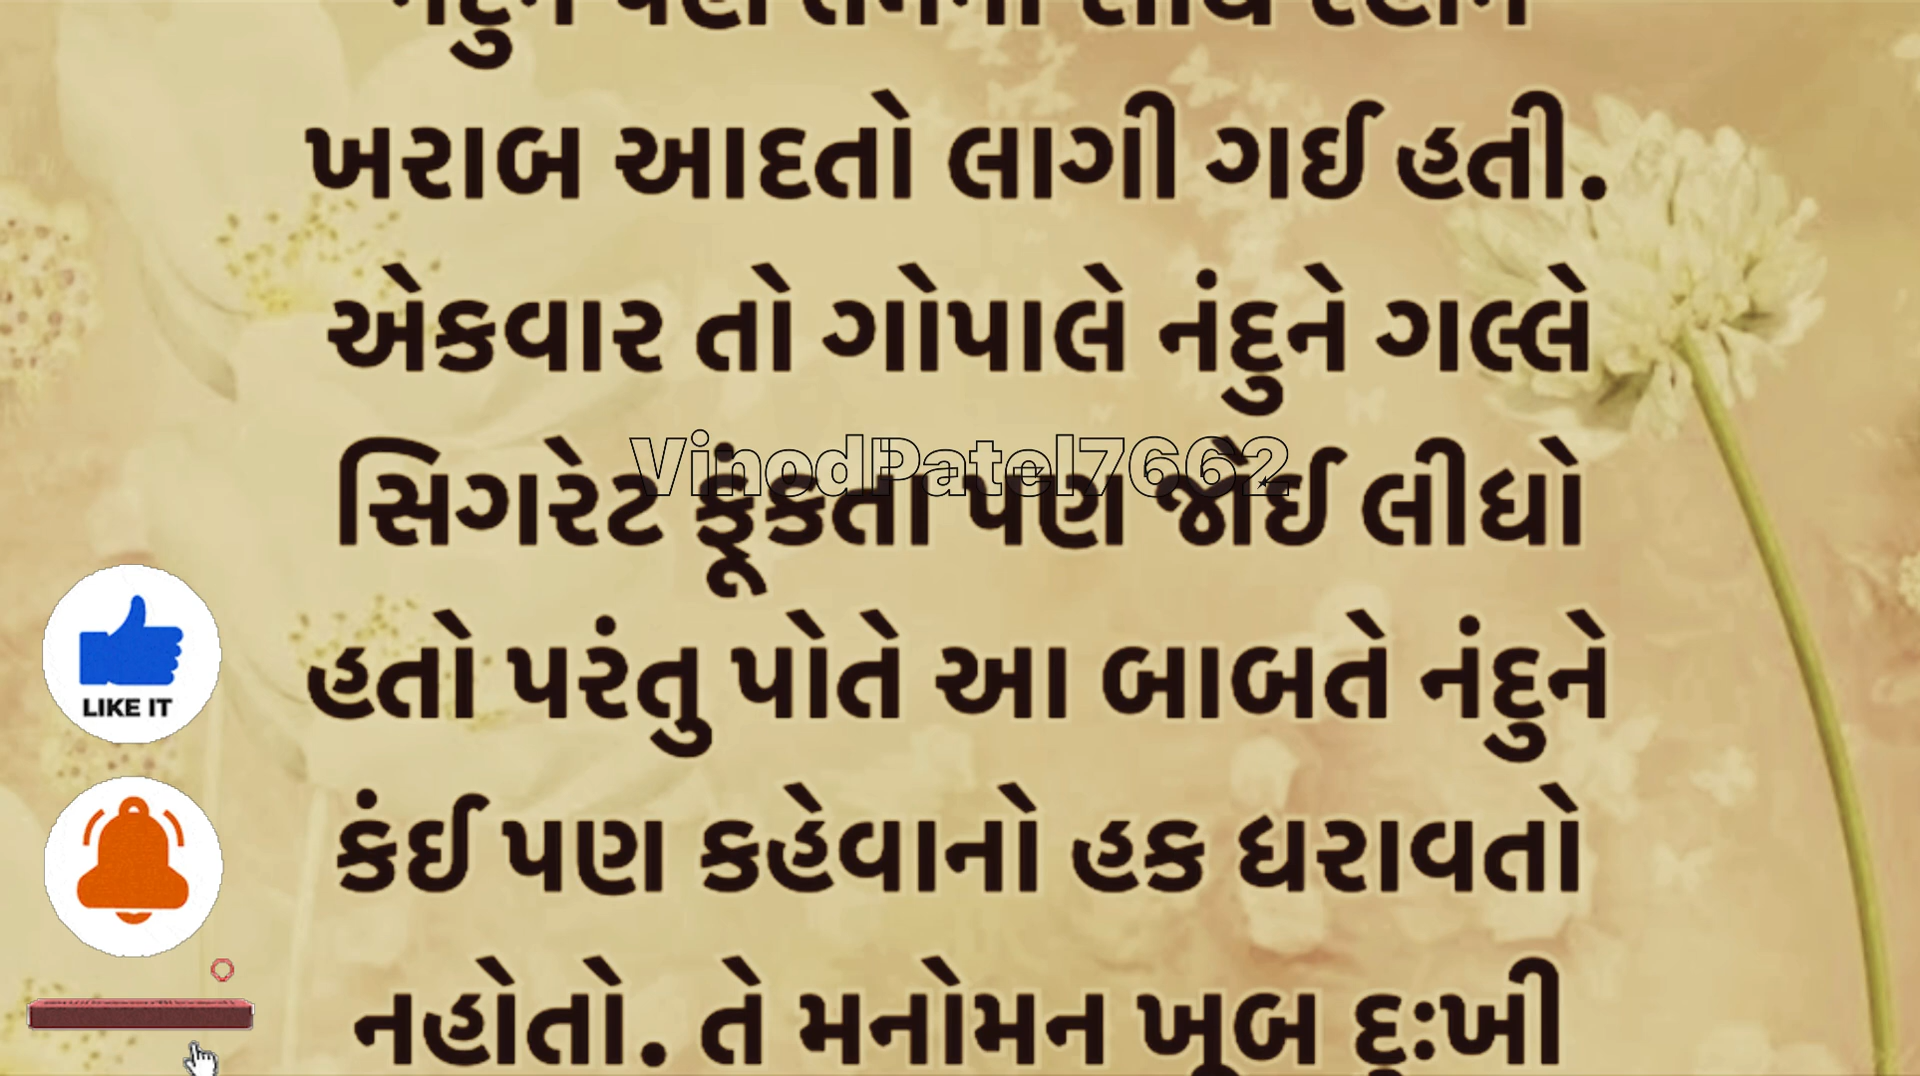 ખરાબ આદતો લાગી ગઈ હતી.
એકવાર તો ગોપાલે નંદુને ગલ્લે
VinodPatel7662
સિગરેટ ફૂંકતા પણ જોઈ લીધો
હતો પરંતુ પોતે આ બાબતે નંદુને
LIKE IT
કંઈ પણ કહેવાનો હક ધરાવતો
નહોતો. તે મનોમન ખૂબ દુઃખી